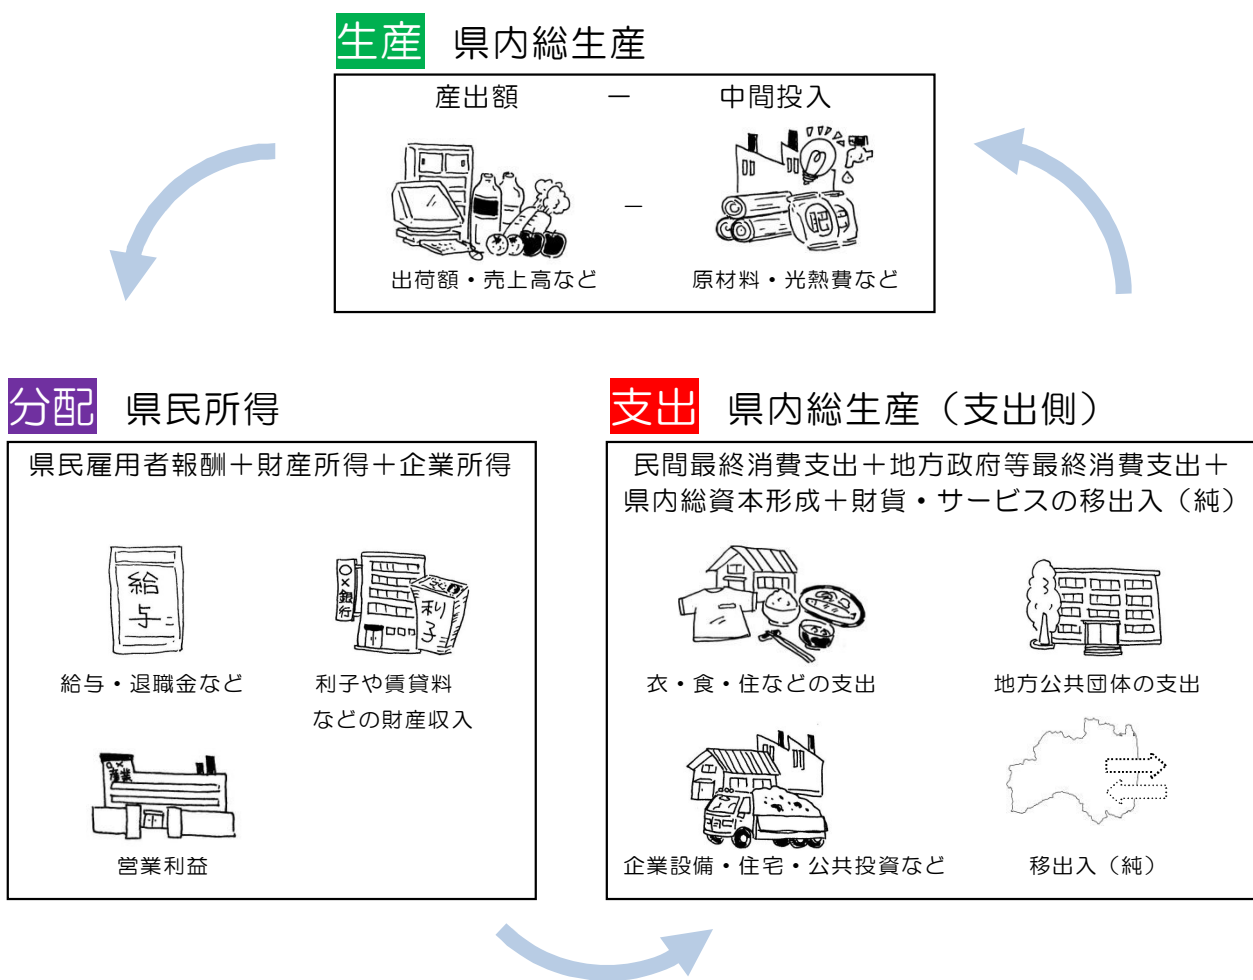 生産 県内総生産
産出額 － 中間投入
－
出荷額・売上高など 原材料・光熱費など
分配 県民所得
県民雇用者報酬＋財産所得＋企業所得
給与
○×銀行
利子
給与・退職金など
利子や賃貸料
などの財産収入
○×産業
営業利益
支出 県内総生産（支出側）
民間最終消費支出＋地方政府等最終消費支出＋
県内総資本形成＋財貨・サービスの移出入（純）
衣・食・住などの支出 地方公共団体の支出
企業設備・住宅・公共投資など 移出入（純）